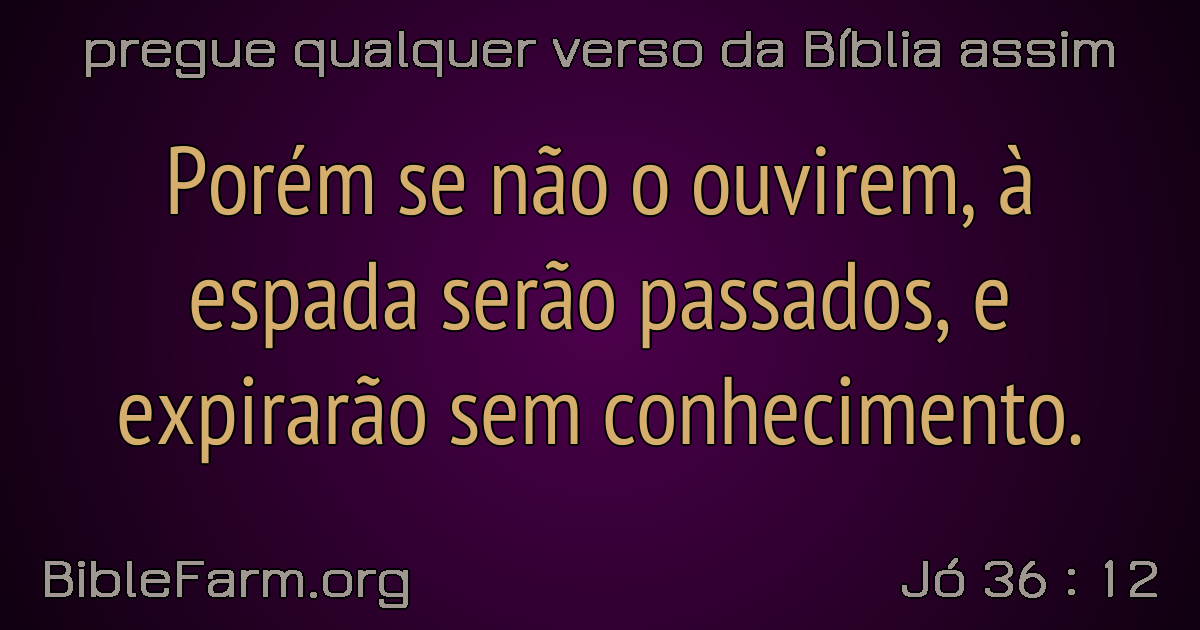 pregue qualquer verso da Bíblia assim
Porém se não o ouvirem, à
espada serão passados, e
expirarão sem conhecimento.
BibleFarm.org
Jó 36 : 12